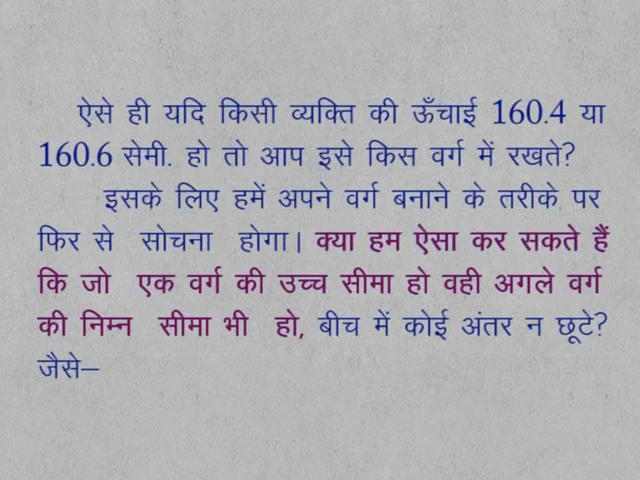 ऐसे ही यदि किसी व्यक्ति की ऊँचाई 160.4 या
160.6 सेमी. हो तो आप इसे किस वर्ग में रखते?
इसके लिए हमें अपने वर्ग बनाने के तरीके पर
फिर से सोचना होगा। क्या हम ऐसा कर सकते हैं
कि जो एक वर्ग की उच्च सीमा हो वही अगले वर्ग
की निम्न सीमा भी हो, बीच में कोई अंतर न छूटे?
जैसे–